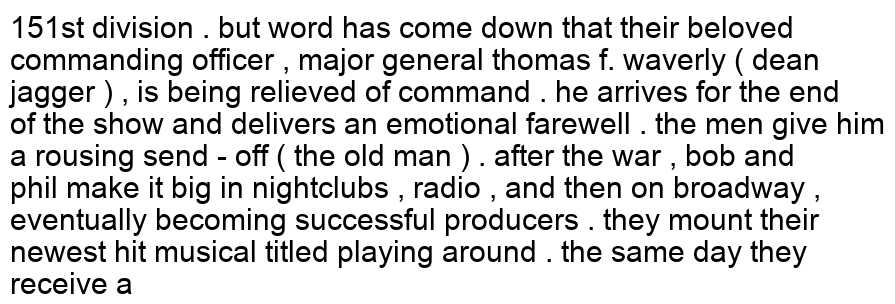 151st division . but word has come down that their beloved
commanding officer , major general thomas f. waverly ( dean
jagger ) , is being relieved of command . he arrives for the end
of the show and delivers an emotional farewell . the men give him
a rousing send - off ( the old man ) . after the war , bob and
phil make it big in nightclubs , radio , and then on broadway ,
eventually becoming successful producers . they mount their
newest hit musical titled playing around . the same day they
receive a